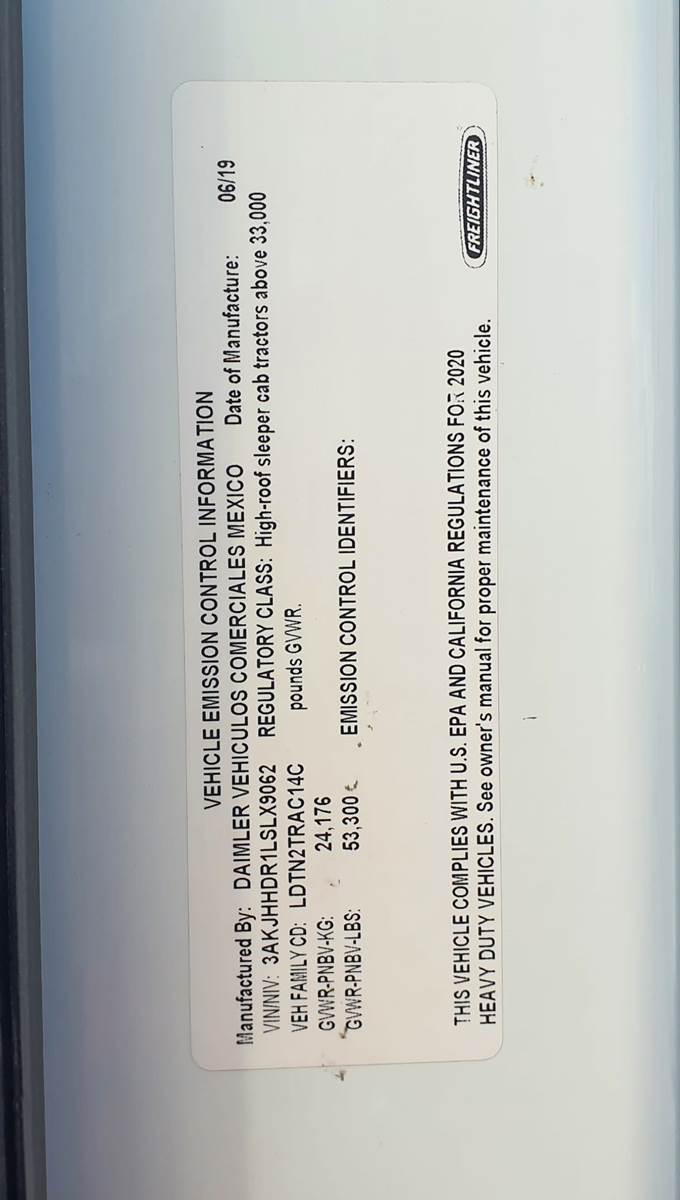 VEHICLE EMISSION CONTROL INFORMATION
Manufactured By: DAIMLER VEHICULOS COMERCIALES MEXICO Date of Manufacture: 06/19
VIN/NIV: 3AKJHHDR1LSLX9062 REGULATORY CLASS: High-roof sleeper cab tractors above 33,000
VEH FAMILY CD: LDTN2TRAC14C pounds GVWR.
GVWR-PNBV-KG: 24,176
GVWR-PNBV-LBS: 53,300 EMISSION CONTROL IDENTIFIERS:
THIS VEHICLE COMPLIES WITH U.S. EPA AND CALIFORNIA REGULATIONS FOR 2020
HEAVY DUTY VEHICLES. See owner's manual for proper maintenance of this vehicle.
FREIGHTLINER